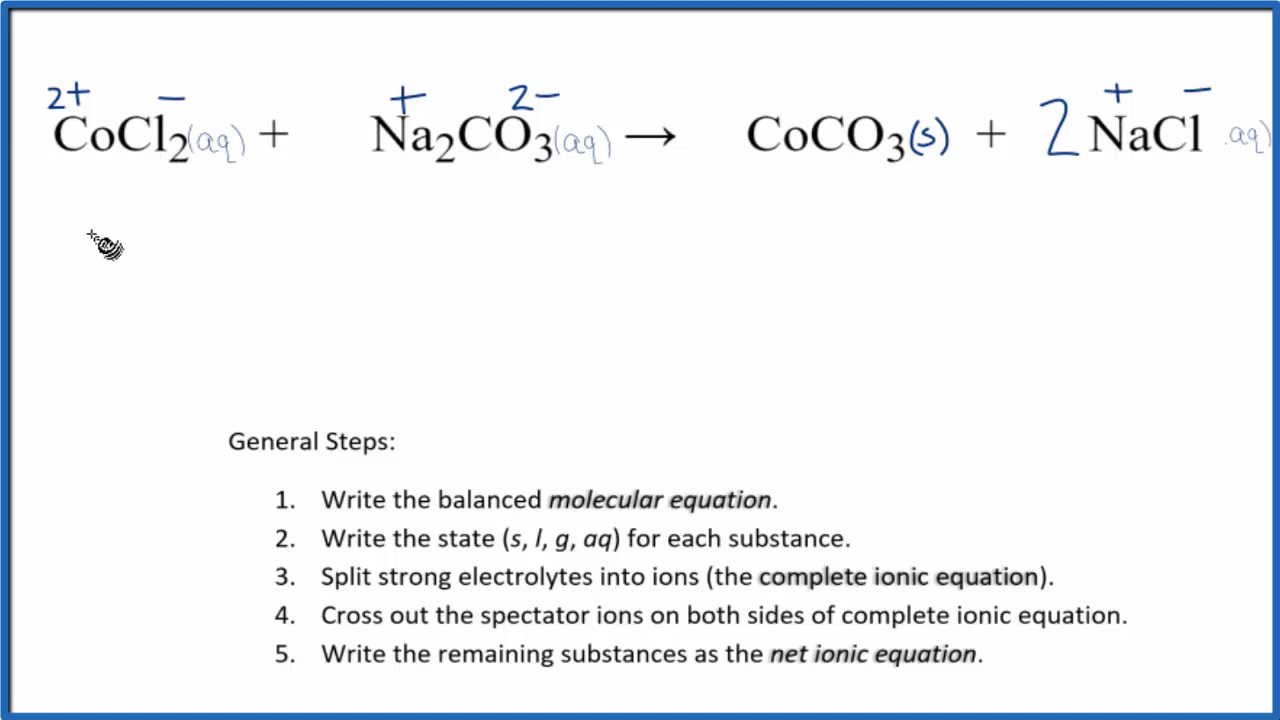 2+ − + 2− + −
CoCl₂(aq) + Na₂CO₃(aq) → CoCO₃(s) + 2 NaCl aq)
General Steps:
1. Write the balanced molecular equation.
2. Write the state (s, l, g, aq) for each substance.
3. Split strong electrolytes into ions (the complete ionic equation).
4. Cross out the spectator ions on both sides of complete ionic equation.
5. Write the remaining substances as the net ionic equation.